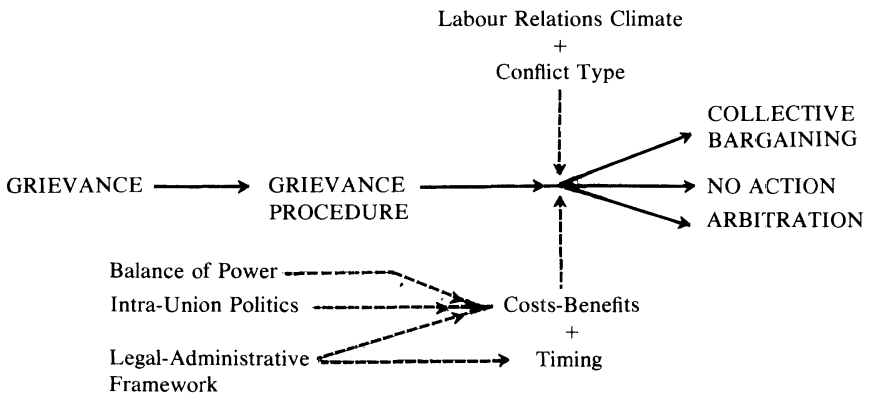 Labour Relations Climate
+
Conflict Type
COLLECTIVE
BARGAINING
GRIEVANCE
GRIEVANCE
PROCEDURE
NO ACTION
ARBITRATION
Balance of Power
Intra-Union Politics
Costs-Benefits
+
Legal-Administrative
Framework
Timing